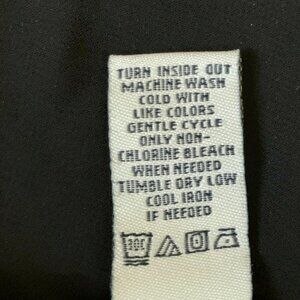 TURN INSIDE OUT
MACHINE WASH
COLD WITH
LIKE COLORS
GENTLE CYCLE
ONLY NON-
CHLORINE BLEACH
WHEN NEEDED
TUMBLE DRY LOW
COOL IRON
IF NEEDED
30C